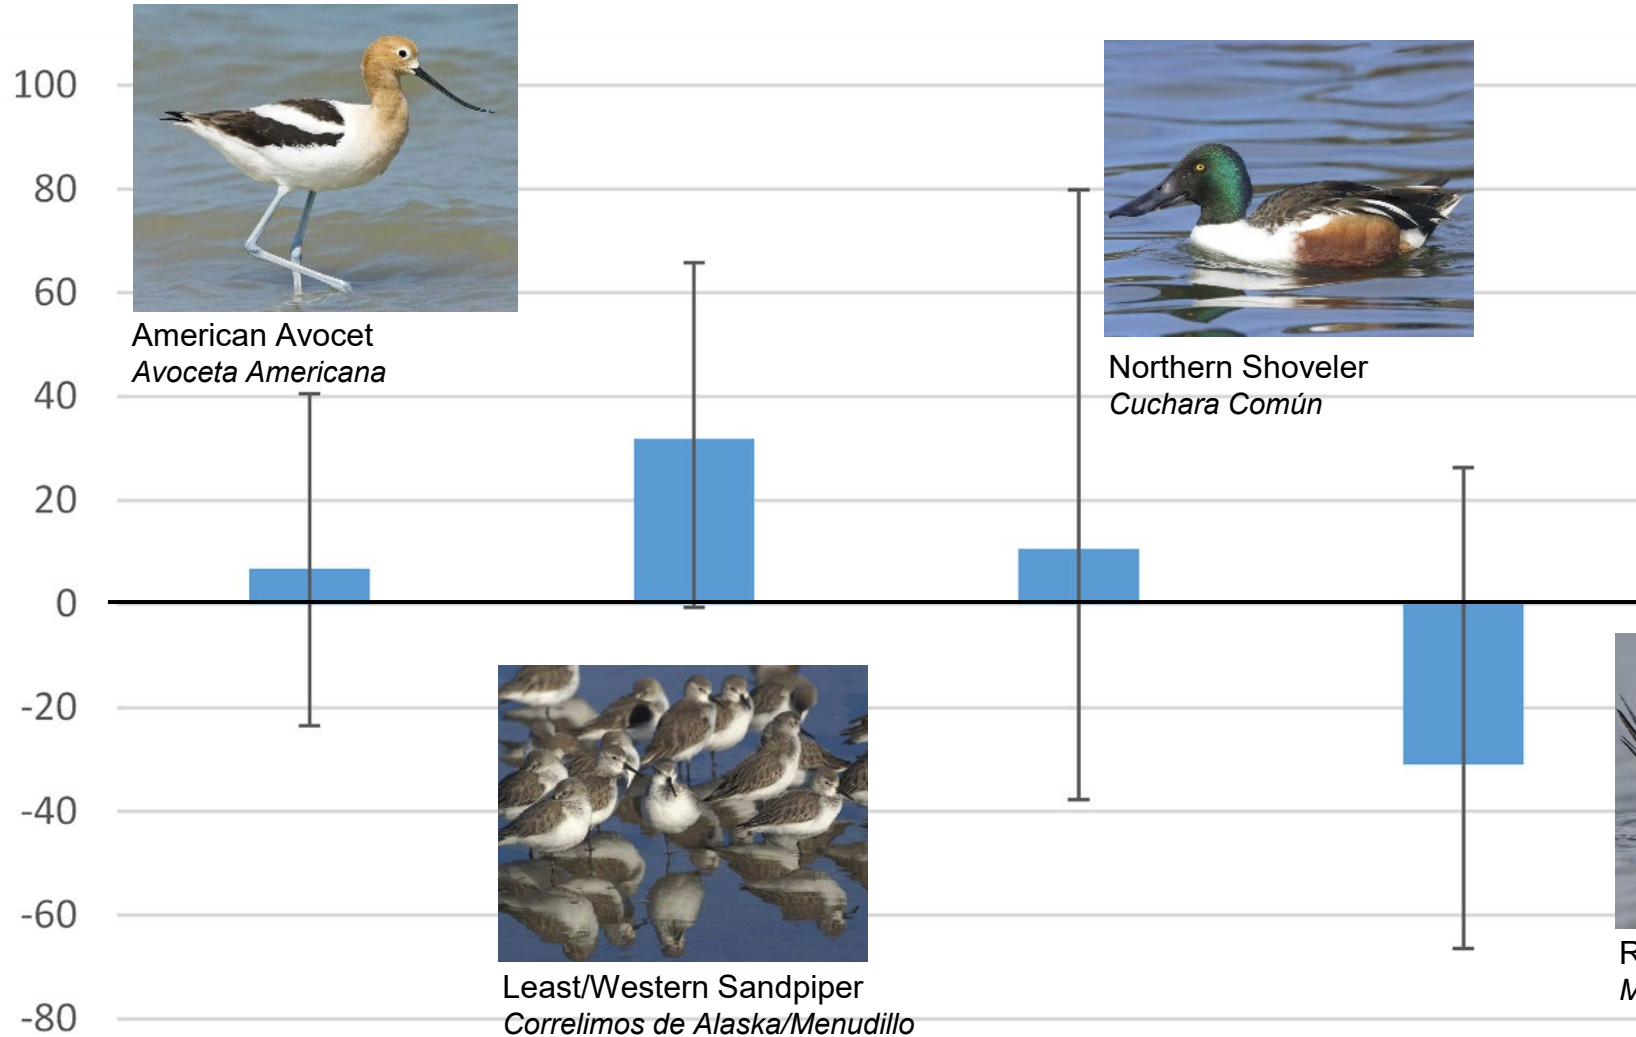 100
80
60
40
20
0
-20
-40
-60
-80
American Avocet
Avoceta Americana
Northern Shoveler
Cuchara Común
Least/Western Sandpiper
Correlimos de Alaska/Menudillo